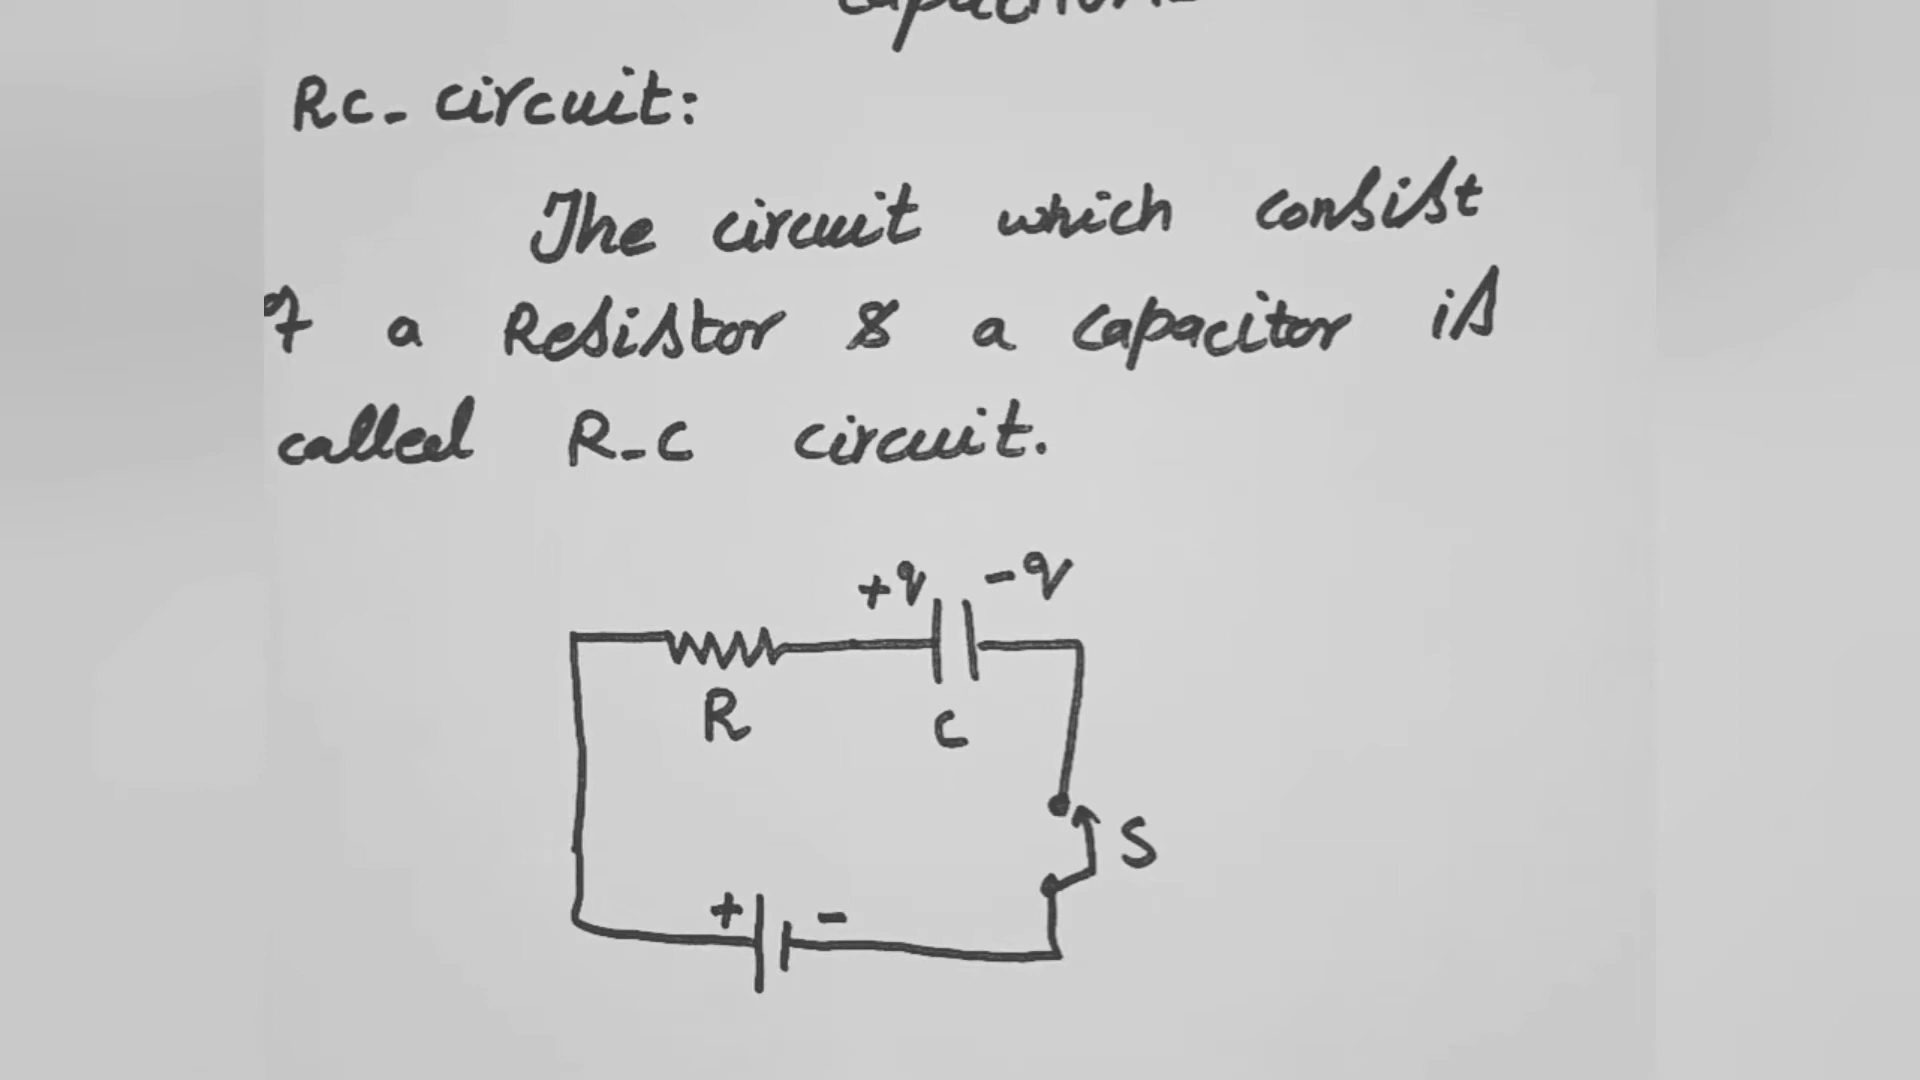 Rc-circuit:
The circuit which consist
of a Resistor & a capacitor is
called R-C circuit.
+q -q
R C
S
+ -